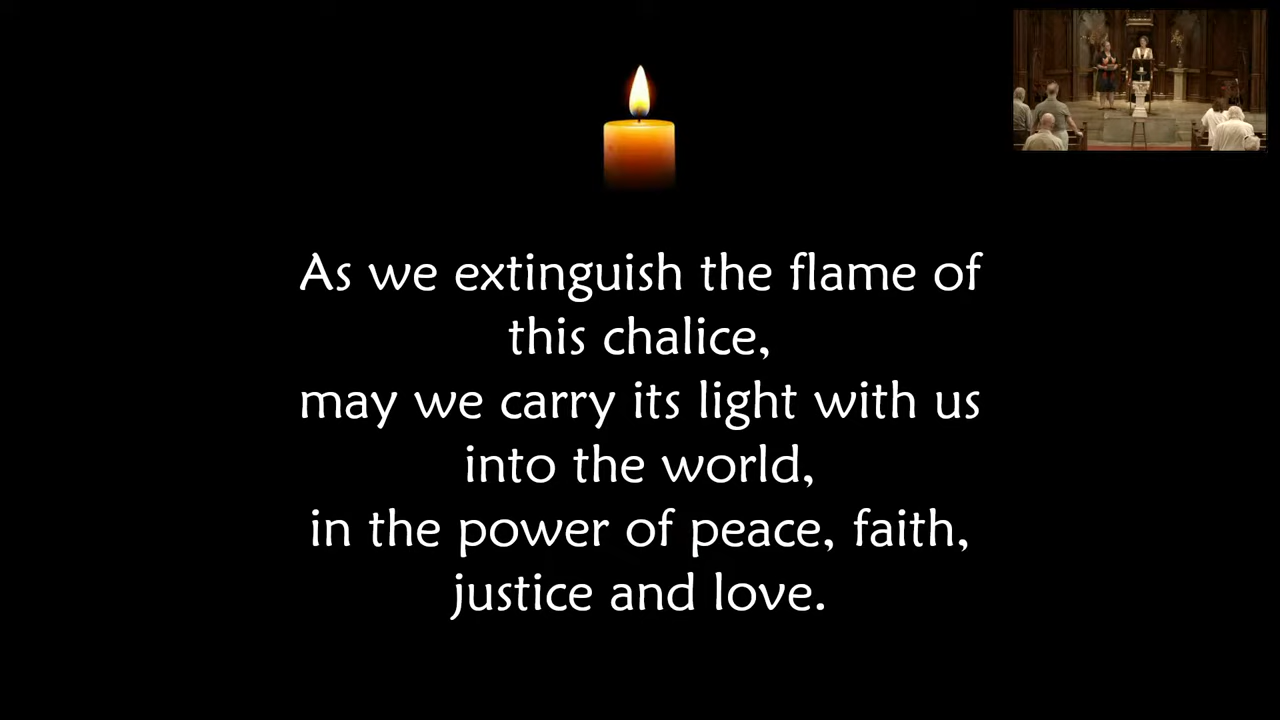 As we extinguish the flame of
this chalice,
may we carry its light with us
into the world,
in the power of peace, faith,
justice and love.